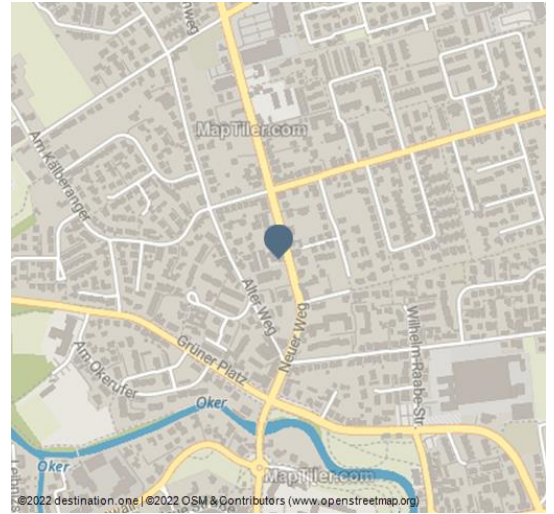 nweg
MapTiler.com
Am Kälberanger
Alter Weg
Neuer Weg
Wilhelm-Raabe-Str.
Grüner Platz
Am Okerufer
Oker
Oker
MapTiler.com
©2022 destination.one | ©2022 OSM & Contributors (www.openstreetmap.org)